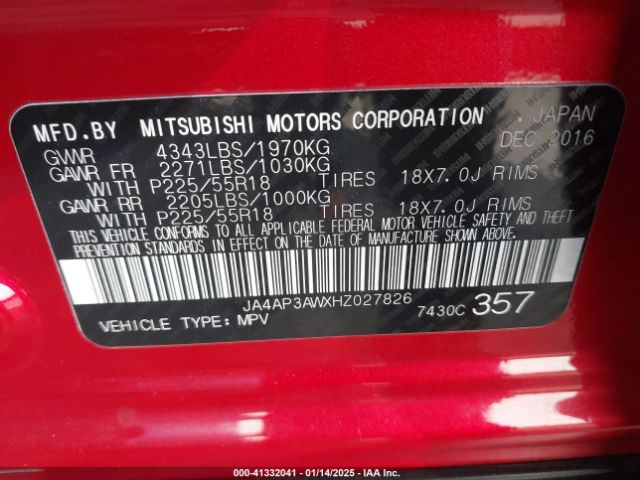 MFD.BY MITSUBISHI MOTORS CORPORATION JAPAN
GVWR 4343LBS/1970KG DEC 2016
GAWR FR 2271LBS/1030KG
WITH P225/55R18 TIRES 18X7.0J RIMS
GAWR RR 2205LBS/1000KG
WITH P225/55R18 TIRES 18X7.0J RIMS
THIS VEHICLE CONFORMS TO ALL APPLICABLE FEDERAL MOTOR VEHICLE SAFETY AND THEFT
PREVENTION STANDARDS IN EFFECT ON THE DATE OF MANUFACTURE SHOWN ABOVE.
JA4AP3AWXHZ027826
VEHICLE TYPE: MPV 7430C 357
000-41332041 - 01/14/2025 - IAA Inc.